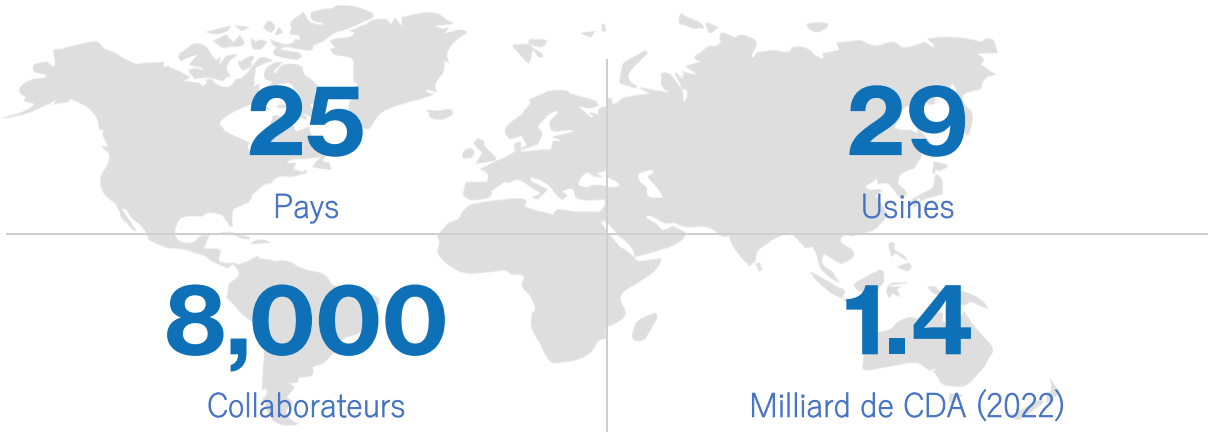 25
Pays
29
Usines
8,000
Collaborateurs
1.4
Milliard de CDA (2022)